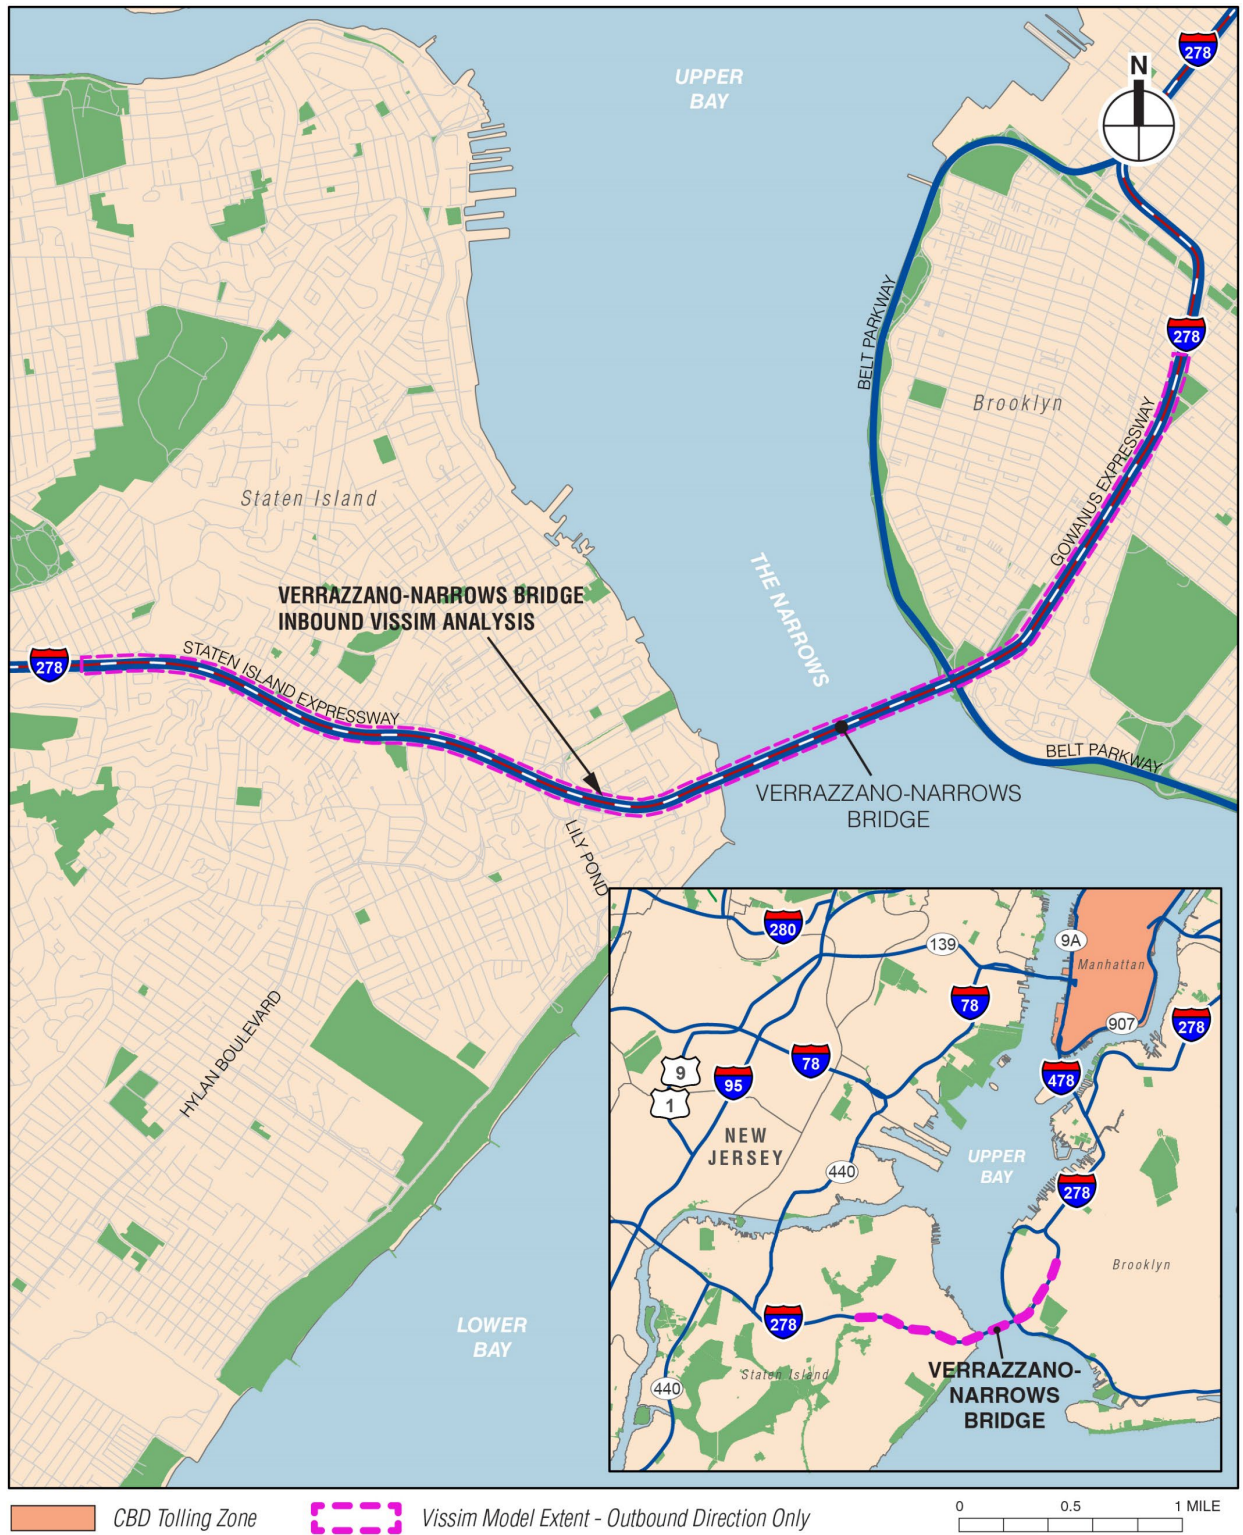 UPPER
BAY
278
N
BELT PARKWAY
278
Brooklyn
GOWANUS EXPRESSWAY
Staten Island
THE NARROWS
VERRAZZANO-NARROWS BRIDGE
INBOUND VISSIM ANALYSIS
278
STATEN ISLAND EXPRESSWAY
BELT PARKWAY
VERRAZZANO-NARROWS
BRIDGE
LILY POND
HYLAN BOULEVARD
LOWER
BAY
280
139
9A
Manhattan
78
907
278
78
478
9
95
1
NEW
JERSEY
UPPER
BAY
440
278
Brooklyn
278
Staten Island
VERRAZZANO-
NARROWS
BRIDGE
440
CBD Tolling Zone
Vissim Model Extent - Outbound Direction Only
0 0.5 1 MILE